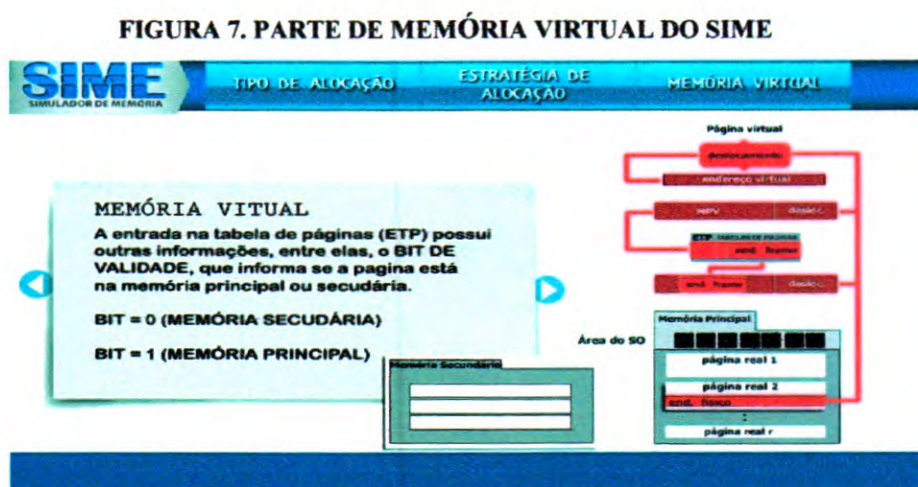 FIGURA 7. PARTE DE MEMÓRIA VIRTUAL DO SIME
SIME
SIMULADOR DE MEMÓRIA
TIPO DE ALOCAÇÃO
ESTRATÉGIA DE
ALOCAÇÃO
MEMÓRIA VIRTUAL
MEMÓRIA VITUAL
A entrada na tabela de páginas (ETP) possui
outras informações, entre elas, o BIT DE
VALIDADE, que informa se a pagina está
na memória principal ou secudária.
BIT = 0 (MEMÓRIA SECUDÁRIA)
BIT = 1 (MEMÓRIA PRINCIPAL)
Memória Secundária
Página virtual
deslocamento
endereço virtual
NPV desloc.
ETP
end. frame
end. frame desloc.
Memória Principal
Área do SO
página real 1
página real 2
end. físico
:
página real r